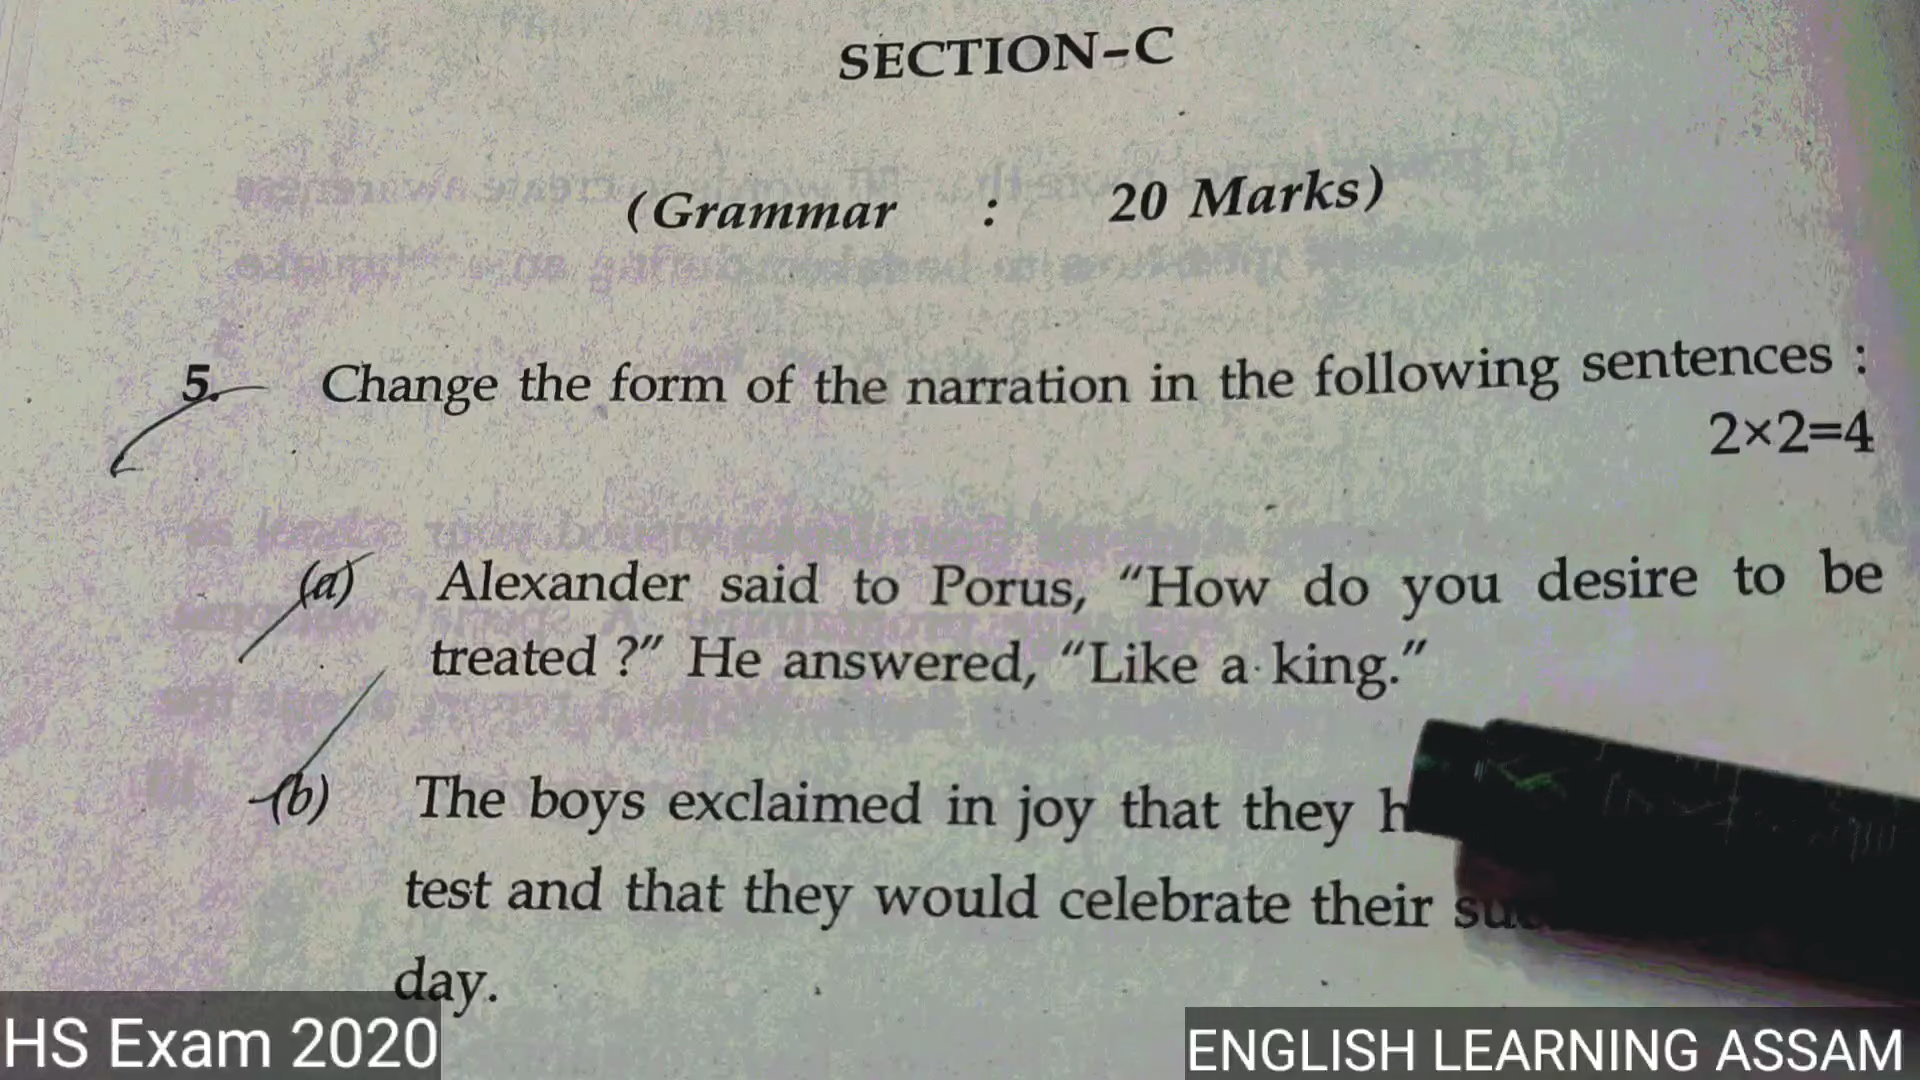 SECTION-C
(Grammar : 20 Marks)
5. Change the form of the narration in the following sentences :
2×2=4
(a) Alexander said to Porus, “How do you desire to be
treated ?” He answered, “Like a king.”
(b) The boys exclaimed in joy that they
test and that they would celebrate their
day.
HS Exam 2020
ENGLISH LEARNING ASSAM